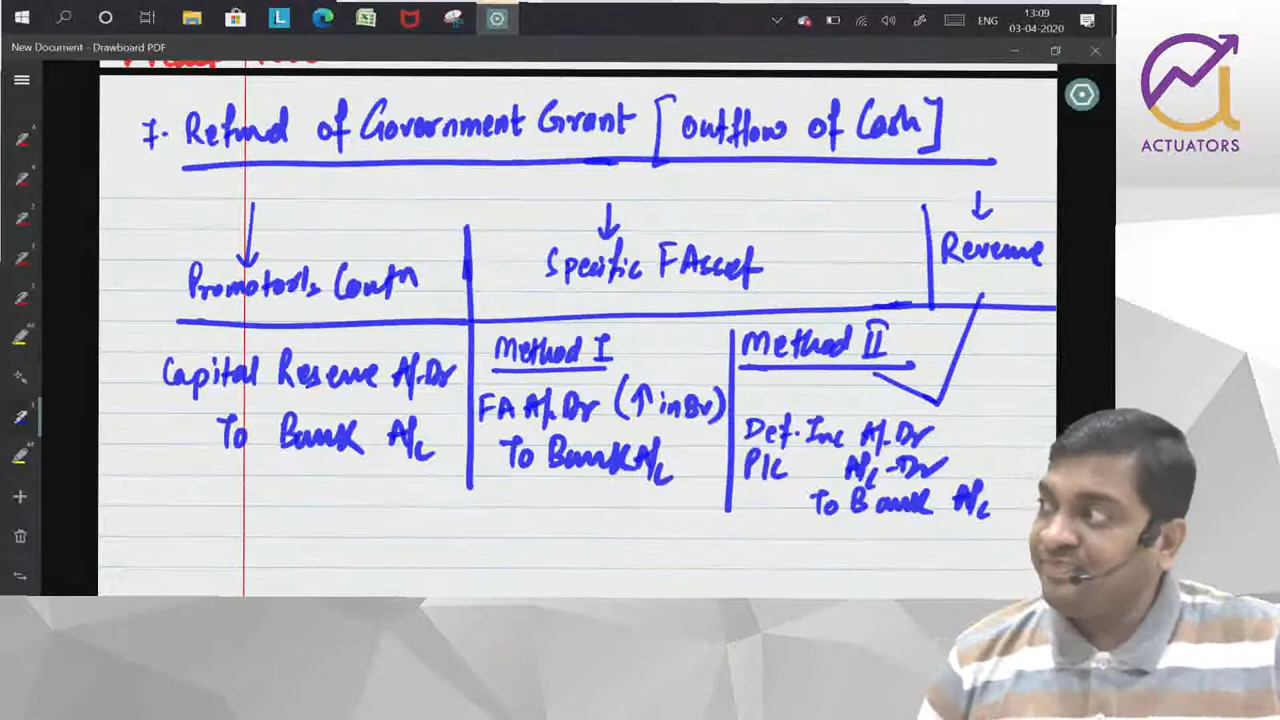 13:09
ENG
03-04-2020
New Document - Drawboard PDF
7. Refund of Government Grant [outflow of Cash]
Promotors Contn
Specific FAsset
Revenue
Capital Reserve A/c Dr
To Bank A/c
Method I
FA A/c Dr (↑ in BV)
To Bank A/c
Method II
Def. Inc A/c Dr
P/L A/c Dr
To Bank A/c
ACTUATORS